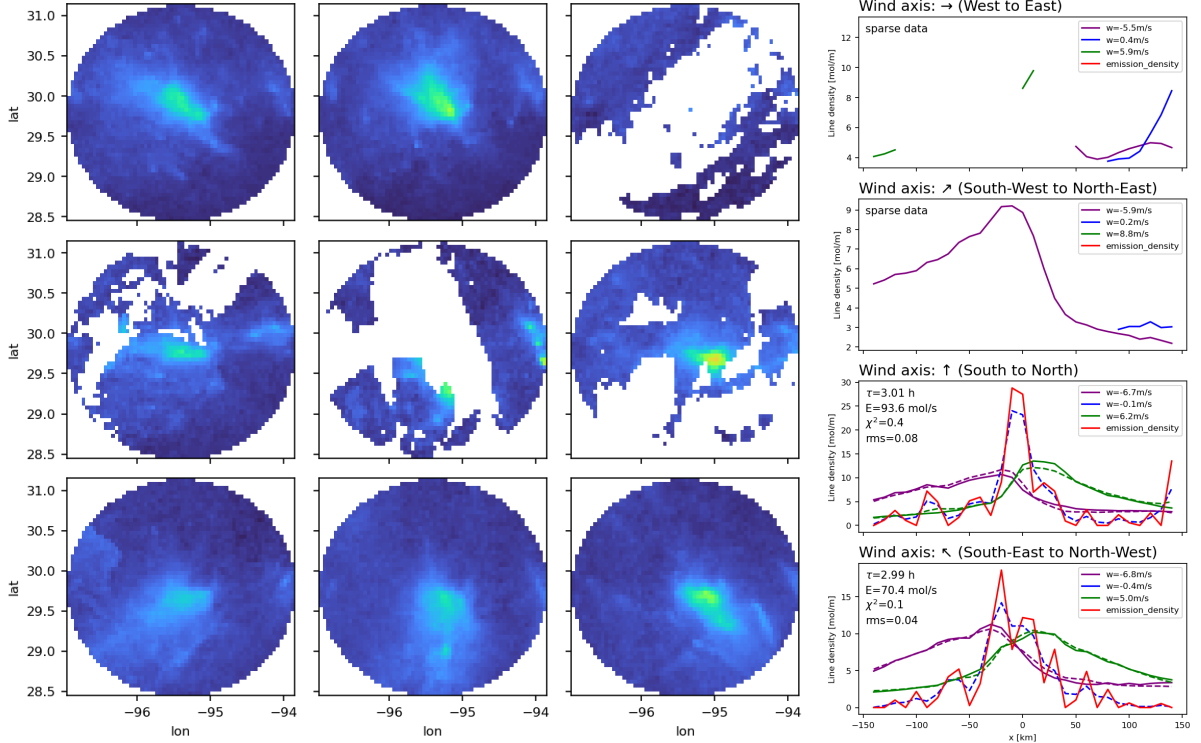 lat
31.0
30.5
30.0
29.5
29.0
28.5
lat
31.0
30.5
30.0
29.5
29.0
28.5
lat
31.0
30.5
30.0
29.5
29.0
28.5
−96
−95
−94
lon
−96
−95
−94
lon
−96
−95
−94
lon
Wind axis: → (West to East)
sparse data
w=-5.5m/s
w=0.4m/s
w=5.9m/s
emission_density
Line density [mol/m]
12
10
8
6
4
Wind axis: ↗ (South-West to North-East)
sparse data
w=-5.9m/s
w=0.2m/s
w=8.8m/s
emission_density
Line density [mol/m]
9
8
7
6
5
4
3
2
Wind axis: ↑ (South to North)
τ=3.01 h
E=93.6 mol/s
χ²=0.4
rms=0.08
w=-6.7m/s
w=-0.1m/s
w=6.2m/s
emission_density
Line density [mol/m]
30
25
20
15
10
5
0
Wind axis: ↖ (South-East to North-West)
τ=2.99 h
E=70.4 mol/s
χ²=0.1
rms=0.04
w=-6.8m/s
w=-0.4m/s
w=5.0m/s
emission_density
Line density [mol/m]
15
10
5
0
−150
−100
−50
0
50
100
150
x [km]